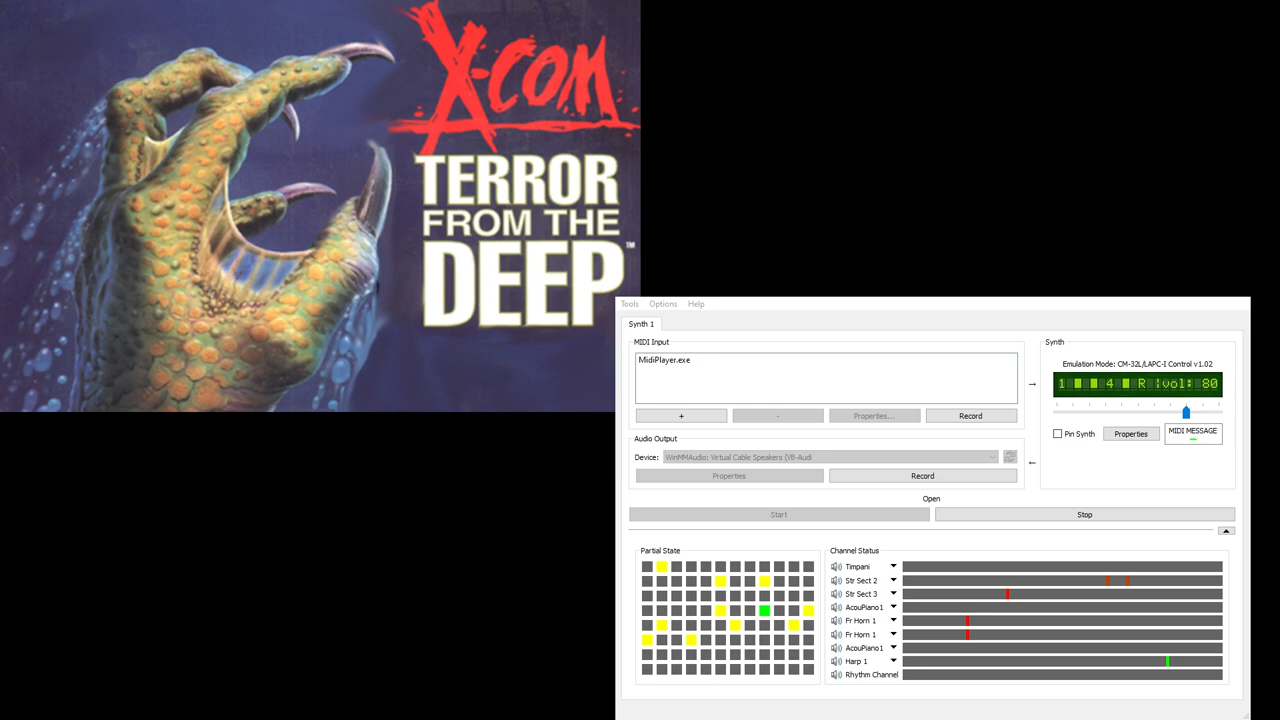 X-COM
TERROR
FROM THE
DEEP™
Tools Options Help
Synth 1
MIDI Input
MidiPlayer.exe
+ - Properties... Record
Audio Output
Device: WinMMAudio: Virtual Cable Speakers (VB-Audi
Properties Record
→
←
Synth
Emulation Mode: CM-32L/LAPC-I Control v1.02
1 4 R |vol: 80
Pin Synth Properties MIDI MESSAGE
Open
Start Stop
Partial State
Channel Status
Timpani
Str Sect 2
Str Sect 3
AcouPiano1
Fr Horn 1
Fr Horn 1
AcouPiano1
Harp 1
Rhythm Channel